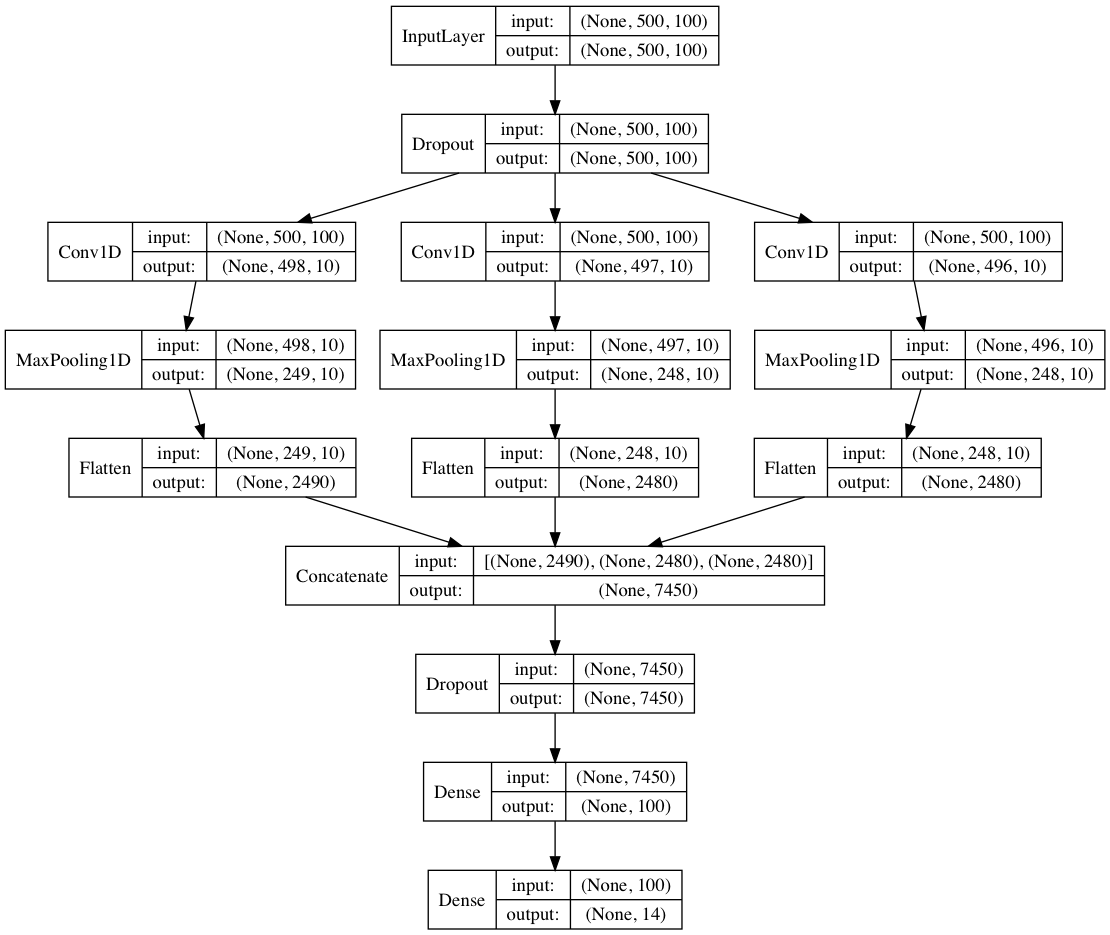 InputLayer input: (None, 500, 100)
output: (None, 500, 100)
Dropout input: (None, 500, 100)
output: (None, 500, 100)
Conv1D input: (None, 500, 100)
output: (None, 498, 10)
Conv1D input: (None, 500, 100)
output: (None, 497, 10)
Conv1D input: (None, 500, 100)
output: (None, 496, 10)
MaxPooling1D input: (None, 498, 10)
output: (None, 249, 10)
MaxPooling1D input: (None, 497, 10)
output: (None, 248, 10)
MaxPooling1D input: (None, 496, 10)
output: (None, 248, 10)
Flatten input: (None, 249, 10)
output: (None, 2490)
Flatten input: (None, 248, 10)
output: (None, 2480)
Flatten input: (None, 248, 10)
output: (None, 2480)
Concatenate input: [(None, 2490), (None, 2480), (None, 2480)]
output: (None, 7450)
Dropout input: (None, 7450)
output: (None, 7450)
Dense input: (None, 7450)
output: (None, 100)
Dense input: (None, 100)
output: (None, 14)